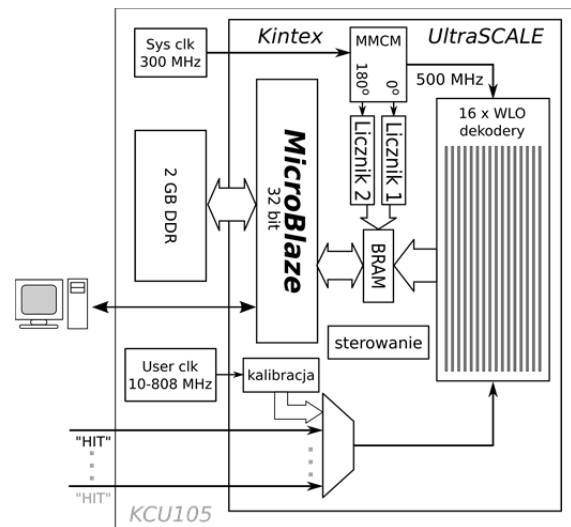 Sys clk
300 MHz
Kintex
UltraSCALE
MMCM
180°
0°
500 MHz
16 x WLO
dekodery
Licznik 2
Licznik 1
2 GB DDR
MicroBlaze
32 bit
BRAM
sterowanie
User clk
10-808 MHz
kalibracja
"HIT"
"HIT"
KCU105